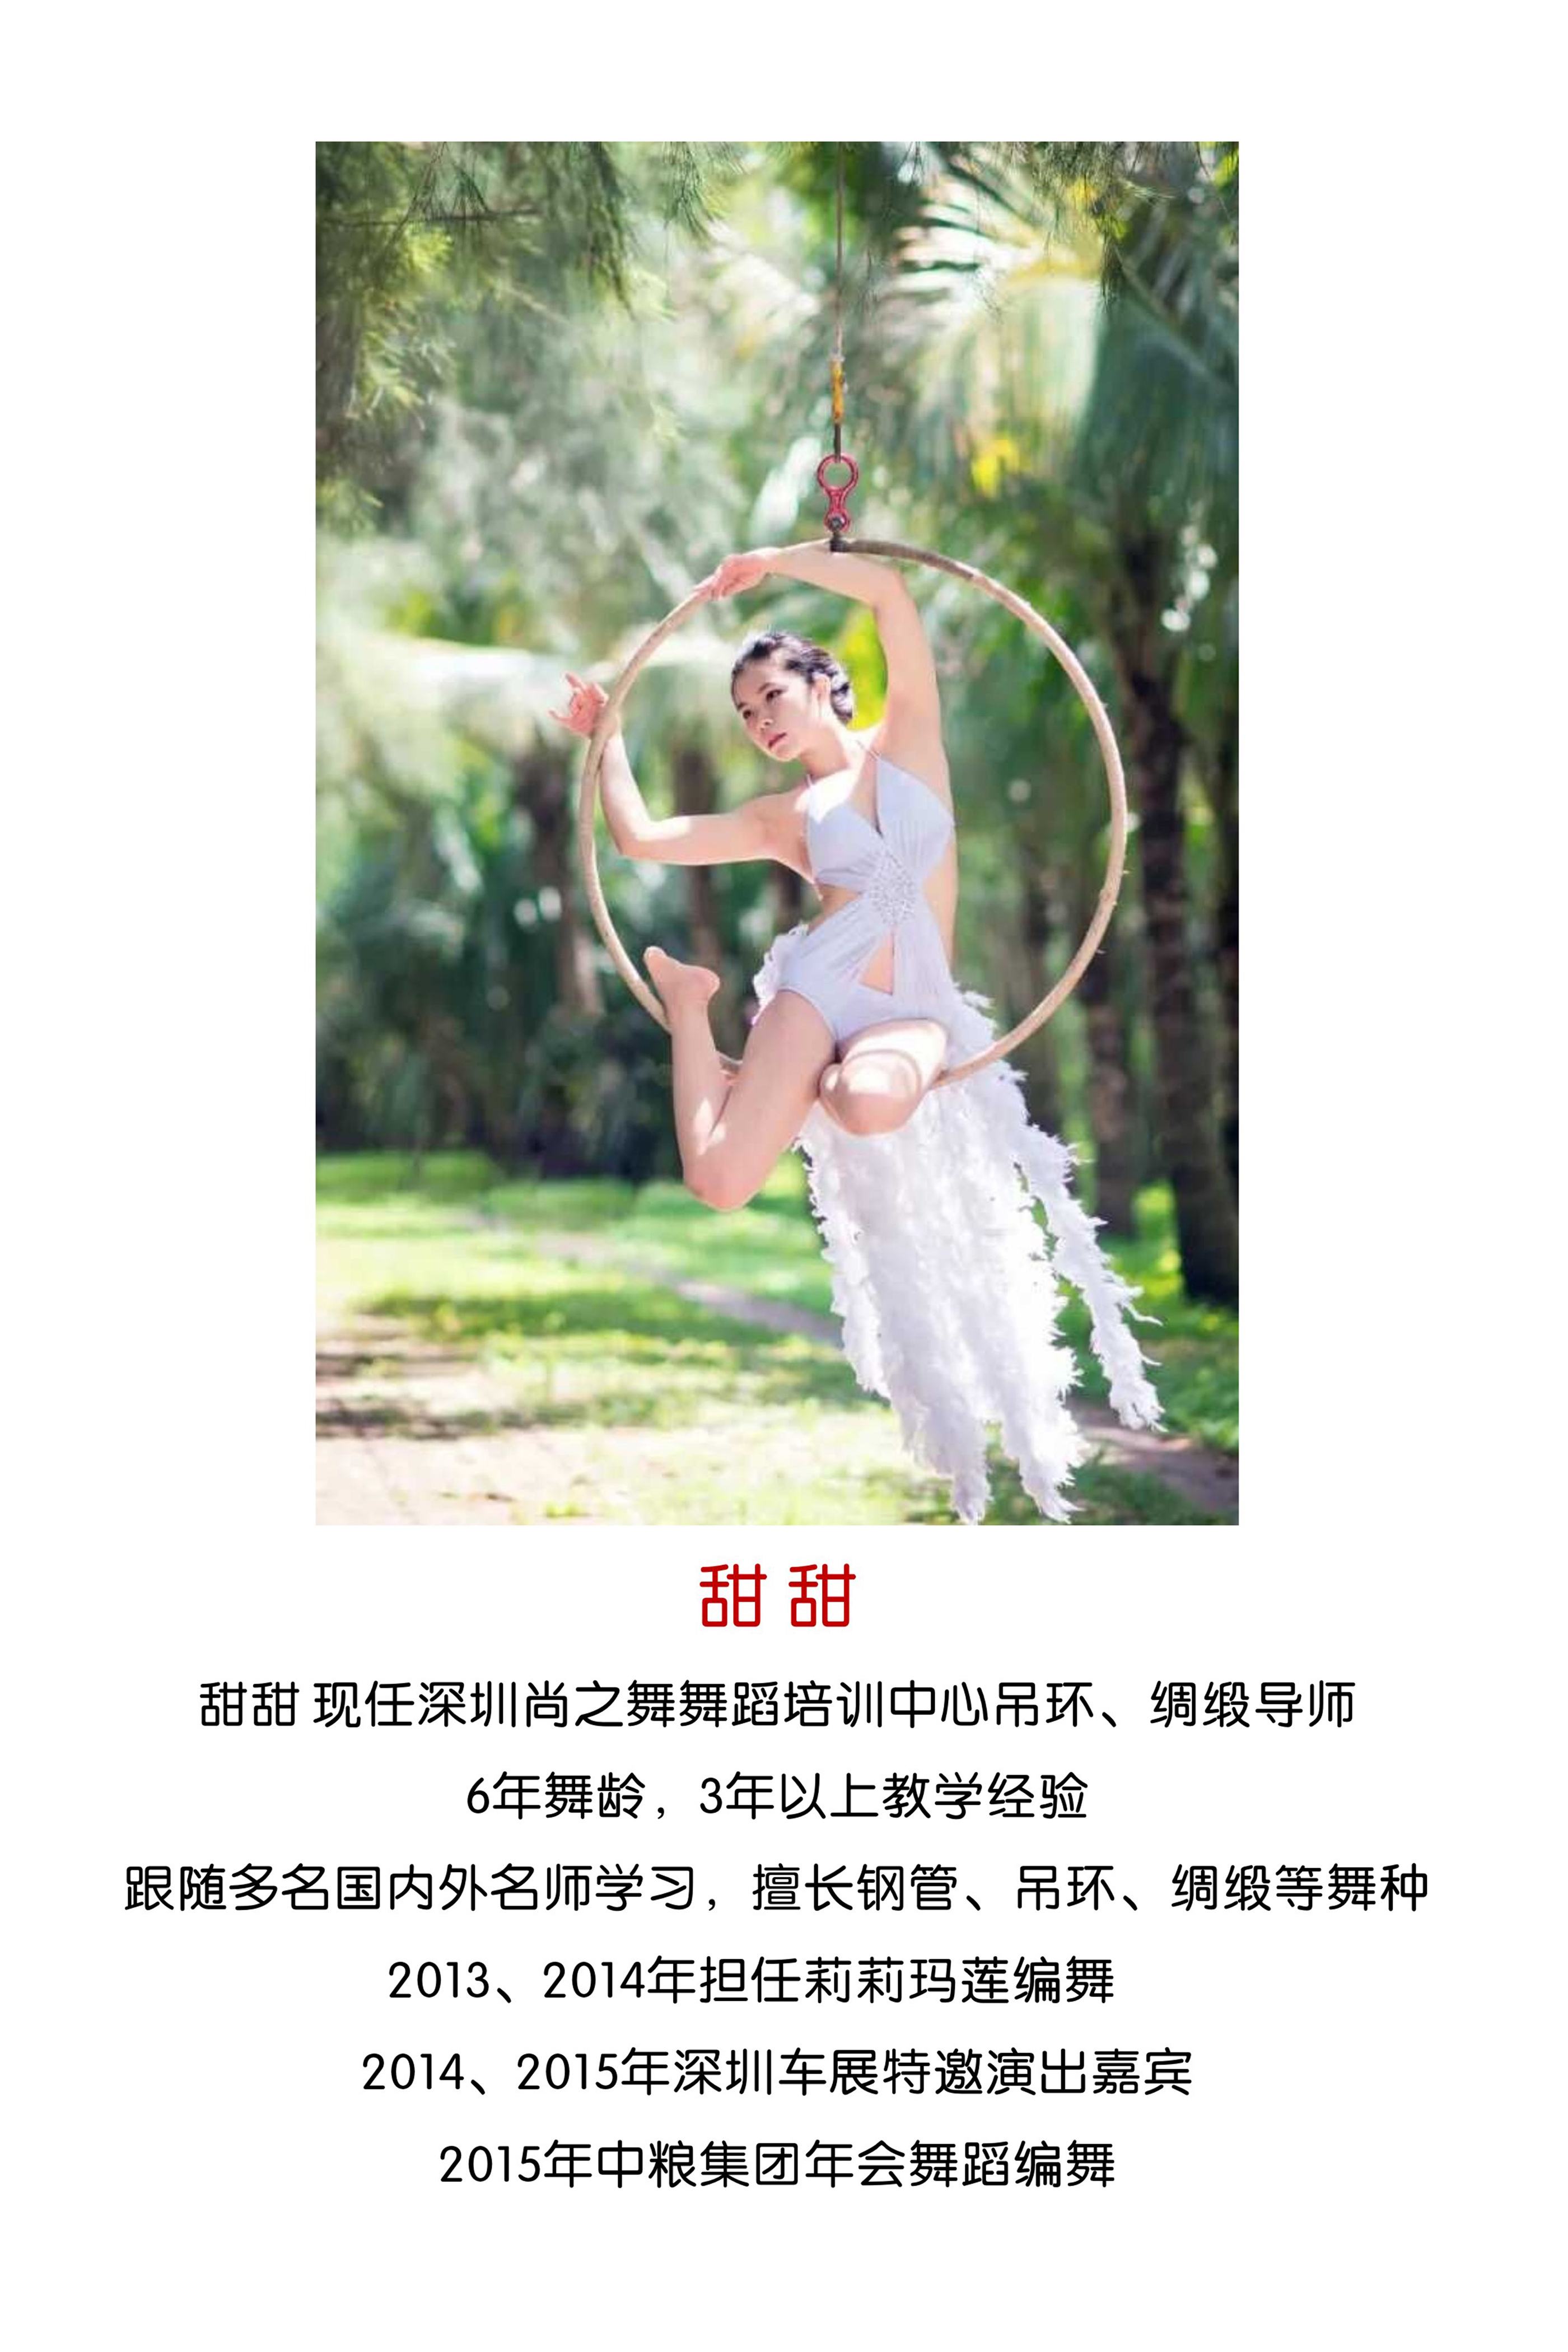 甜 甜
甜甜 现任深圳尚之舞舞蹈培训中心吊环、绸缎导师
6年舞龄，3年以上教学经验
跟随多名国内外名师学习，擅长钢管、吊环、绸缎等舞种
2013、2014年担任莉莉玛莲编舞
2014、2015年深圳车展特邀演出嘉宾
2015年中粮集团年会舞蹈编舞